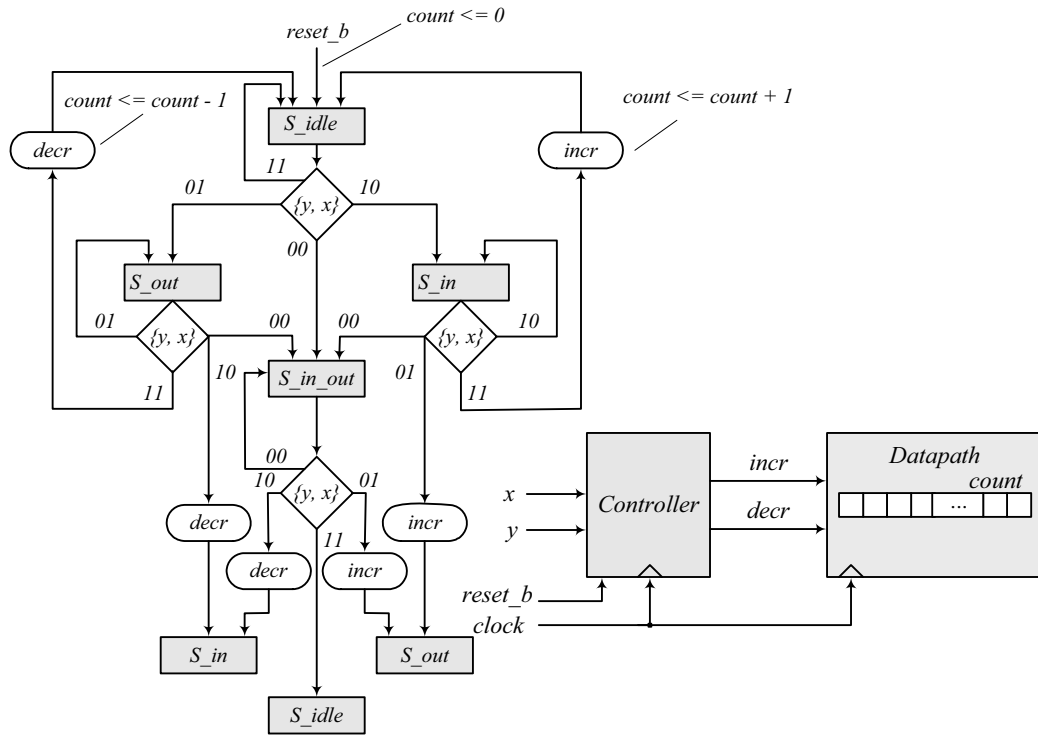 count <= 0
reset_b
count <= count - 1
count <= count + 1
S_idle
decr
incr
11
01
{y, x}
10
00
S_out
S_in
01
{y, x}
00
00
{y, x}
10
10
S_in_out
01
11
11
00
10
{y, x}
01
decr
incr
11
decr
incr
S_in
S_out
S_idle
x
y
Controller
incr
decr
Datapath
count
...
reset_b
clock